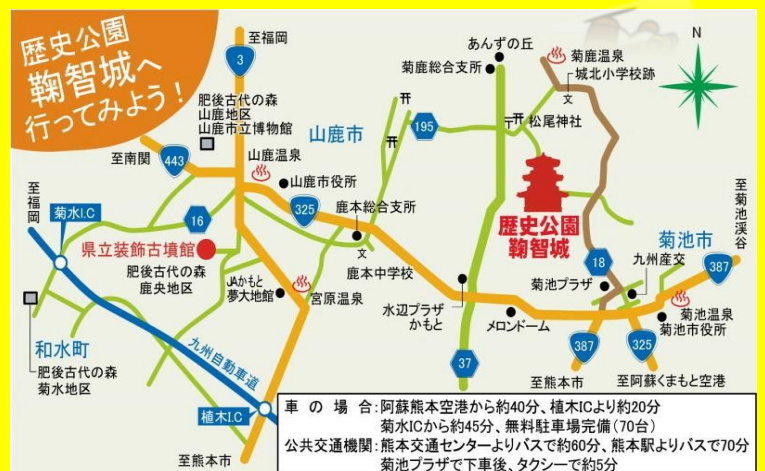 歴史公園
鞠智城へ
行ってみよう！
至福岡
3
肥後古代の森
山鹿地区
山鹿市立博物館
山鹿市
195
あんずの丘
菊鹿総合支所
菊鹿温泉
城北小学校跡
文
松尾神社
N
至南関
443
山鹿温泉
山鹿市役所
325
鹿本総合支所
文
鹿本中学校
歴史公園
鞠智城
至菊池渓谷
菊池市
387
九州産交
18
菊池プラザ
菊池温泉
菊池市役所
至福岡
菊水I.C
16
県立装飾古墳館
肥後古代の森
鹿央地区
JAかもと
夢大地館
宮原温泉
水辺プラザ
かもと
メロンドーム
37
387
325
至熊本市
至阿蘇くまもと空港
和水町
肥後古代の森
菊水地区
九州自動車道
植木I.C
至熊本市
車の場合:阿蘇熊本空港から約40分、植木ICより約20分
菊水ICから約45分、無料駐車場完備(70台)
公共交通機関:熊本交通センターよりバスで約60分、熊本駅よりバスで70分
菊池プラザで下車後、タクシーで約5分